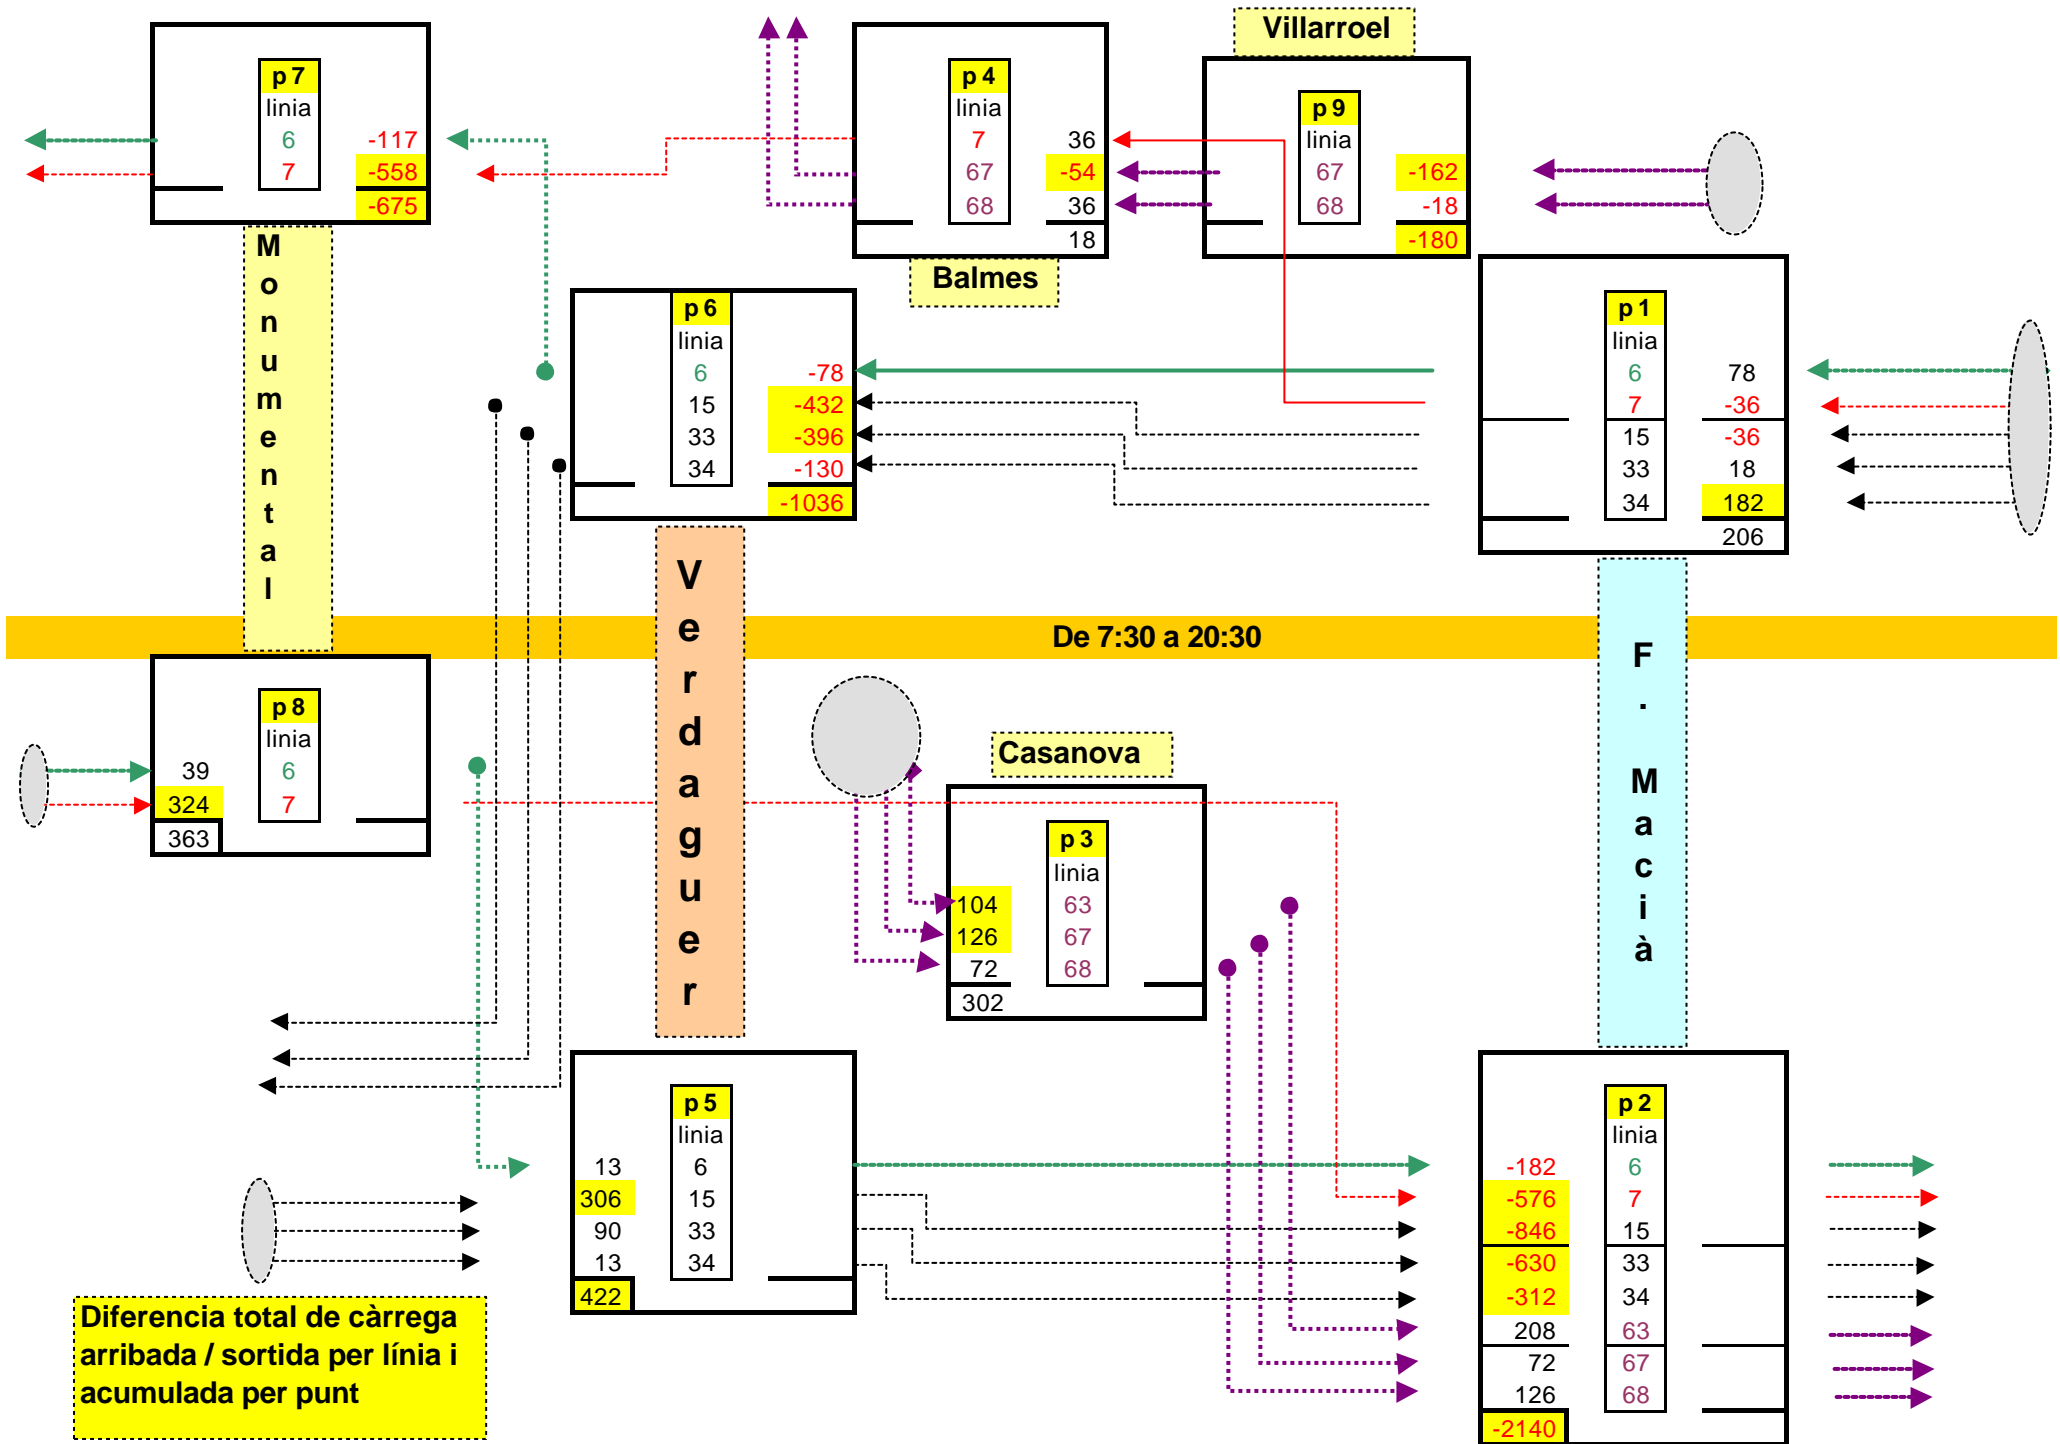 Villarroel
p 7
linia
6 -117
7 -558
-675
p 4
linia
7 36
67 -54
68 36
18
p 9
linia
67 -162
68 -18
-180
Balmes
Monumental
p 6
linia
6 -78
15 -432
33 -396
34 -130
-1036
p 1
linia
6 78
7 -36
15 -36
33 18
34 182
206
Verdaguer
De 7:30 a 20:30
F. Macià
p 8
linia
39 6
324 7
363
Casanova
p 3
linia
104 63
126 67
72 68
302
p 5
linia
13 6
306 15
90 33
13 34
422
p 2
linia
-182 6
-576 7
-846 15
-630 33
-312 34
208 63
72 67
126 68
-2140
Diferencia total de càrrega
arribada / sortida per línia i
acumulada per punt